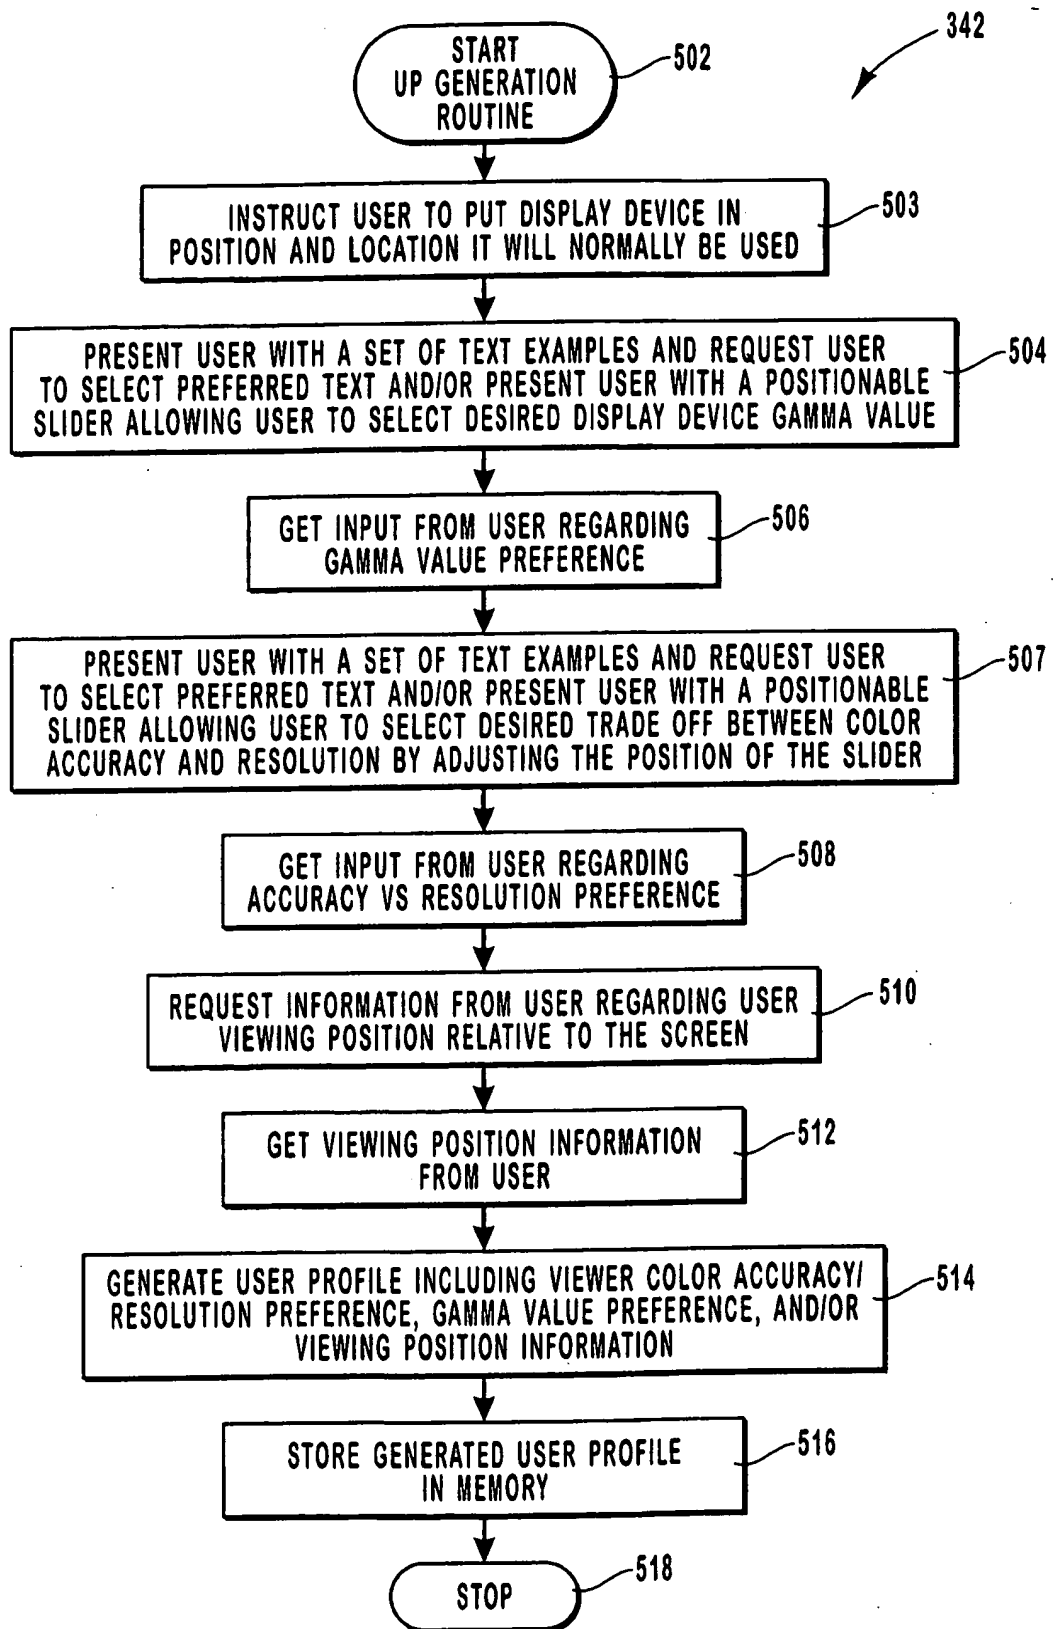 342
START
UP GENERATION
ROUTINE
502
INSTRUCT USER TO PUT DISPLAY DEVICE IN
POSITION AND LOCATION IT WILL NORMALLY BE USED
503
PRESENT USER WITH A SET OF TEXT EXAMPLES AND REQUEST USER
TO SELECT PREFERRED TEXT AND/OR PRESENT USER WITH A POSITIONABLE
SLIDER ALLOWING USER TO SELECT DESIRED DISPLAY DEVICE GAMMA VALUE
504
GET INPUT FROM USER REGARDING
GAMMA VALUE PREFERENCE
506
PRESENT USER WITH A SET OF TEXT EXAMPLES AND REQUEST USER
TO SELECT PREFERRED TEXT AND/OR PRESENT USER WITH A POSITIONABLE
SLIDER ALLOWING USER TO SELECT DESIRED TRADE OFF BETWEEN COLOR
ACCURACY AND RESOLUTION BY ADJUSTING THE POSITION OF THE SLIDER
507
GET INPUT FROM USER REGARDING
ACCURACY VS RESOLUTION PREFERENCE
508
REQUEST INFORMATION FROM USER REGARDING USER
VIEWING POSITION RELATIVE TO THE SCREEN
510
GET VIEWING POSITION INFORMATION
FROM USER
512
GENERATE USER PROFILE INCLUDING VIEWER COLOR ACCURACY/
RESOLUTION PREFERENCE, GAMMA VALUE PREFERENCE, AND/OR
VIEWING POSITION INFORMATION
514
STORE GENERATED USER PROFILE
IN MEMORY
516
STOP
518